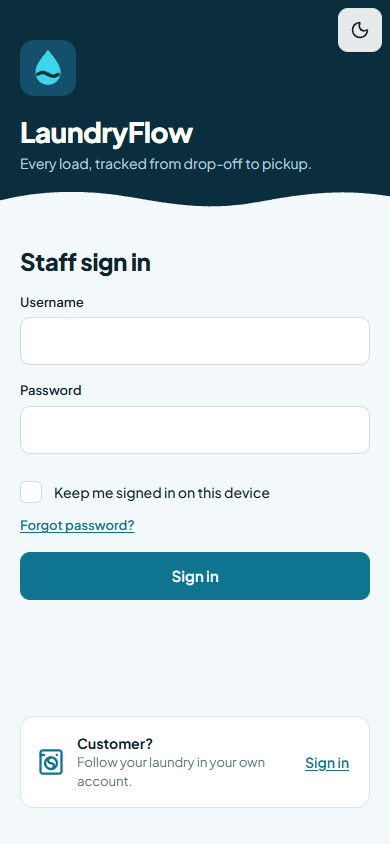 LaundryFlow
Every load, tracked from drop-off to pickup.
Staff sign in
Username
Password
Keep me signed in on this device
Forgot password?
Sign in
Customer?
Follow your laundry in your own
account.
Sign in